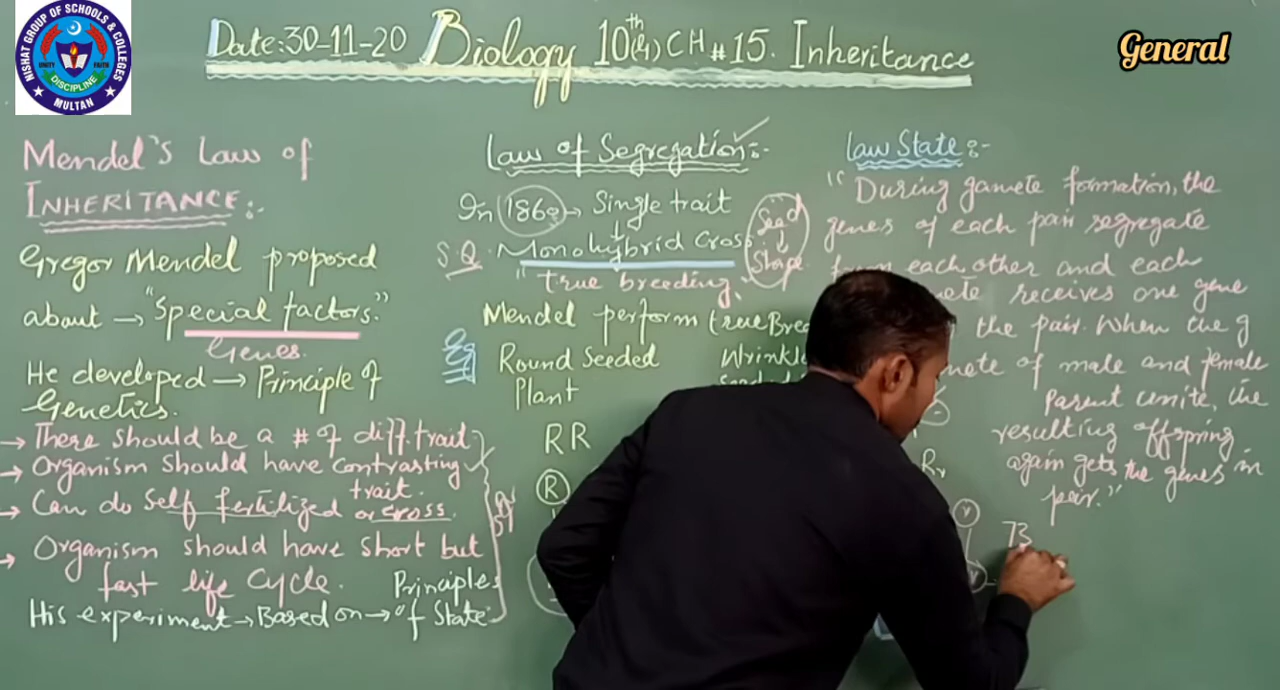 NISHAT GROUP OF SCHOOLS & COLLEGES
UNITY FAITH
DISCIPLINE
MULTAN
Date:30-11-20 Biology 10th CH #15. Inheritance
General
Mendel's Law of
INHERITANCE:-
Gregor Mendel proposed
about → "Special factors."
Genes.
He developed → Principle of
Genetics.
→ There should be a # of diff. trait
→ Organism should have contrasting
trait.
→ Can do self fertilized or cross.
→ Organism should have short but
fast life cycle.
Principles
His experiment → Based on → of State
Law of Segregation:-
In → Single trait
S.Q. Monohybrid Cross
"true breeding"
Seed
↓
Shape
Mendel perform true
Eg Round Seeded
Plant
RR
R
Law State:-
"During gamete formation, the
genes of each pair segregate
each other and each
receives one gene
the pair. When the g
of male and female
Parent unite, the
resulting offspring
again gets the genes in
pair."
Rr
r